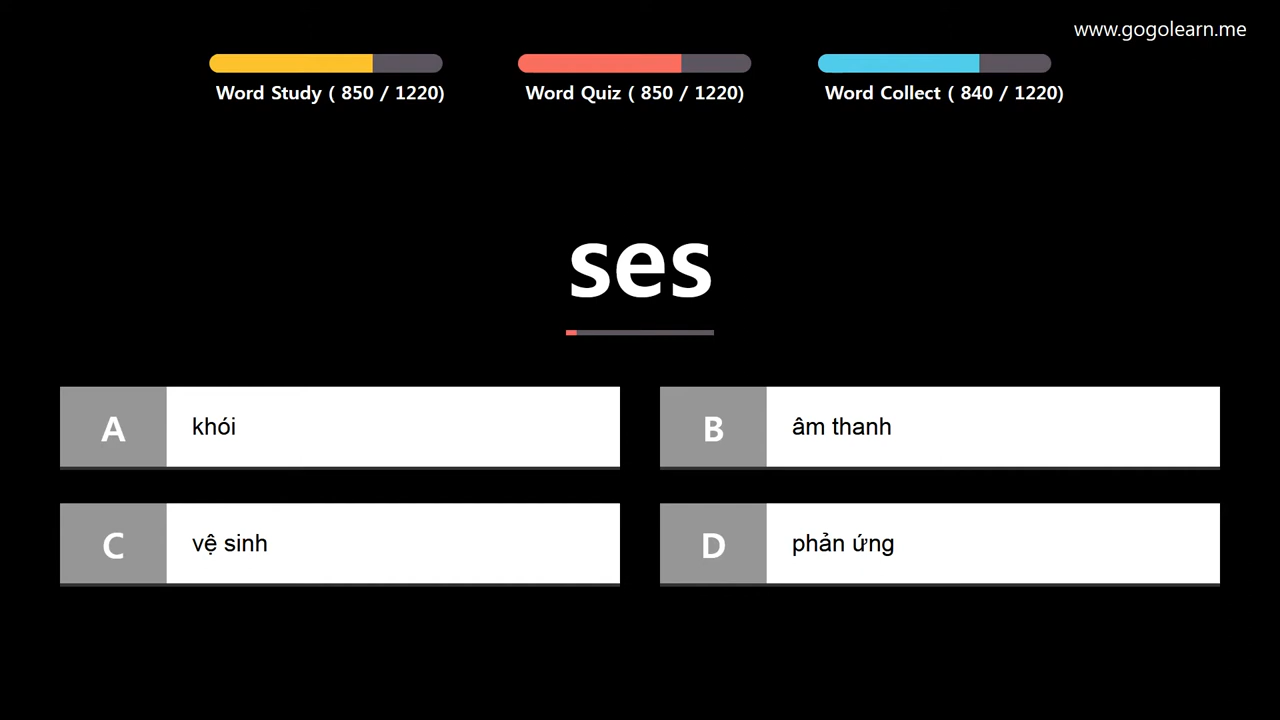 www.gogolearn.me
Word Study ( 850 / 1220)
Word Quiz ( 850 / 1220)
Word Collect ( 840 / 1220)
ses
A khói
B âm thanh
C vệ sinh
D phản ứng